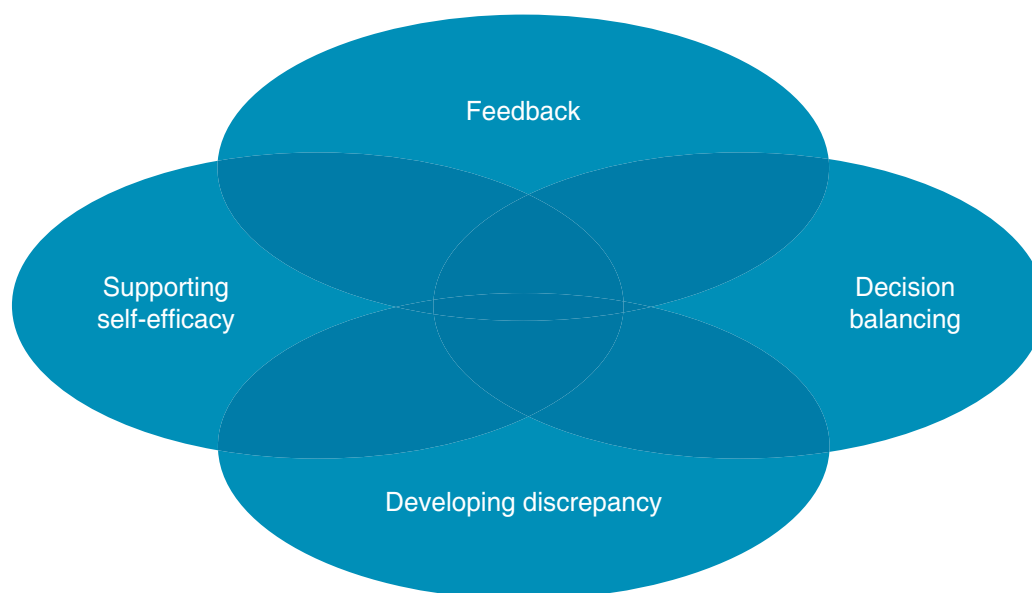 Feedback
Supporting
self-efficacy
Decision
balancing
Developing discrepancy